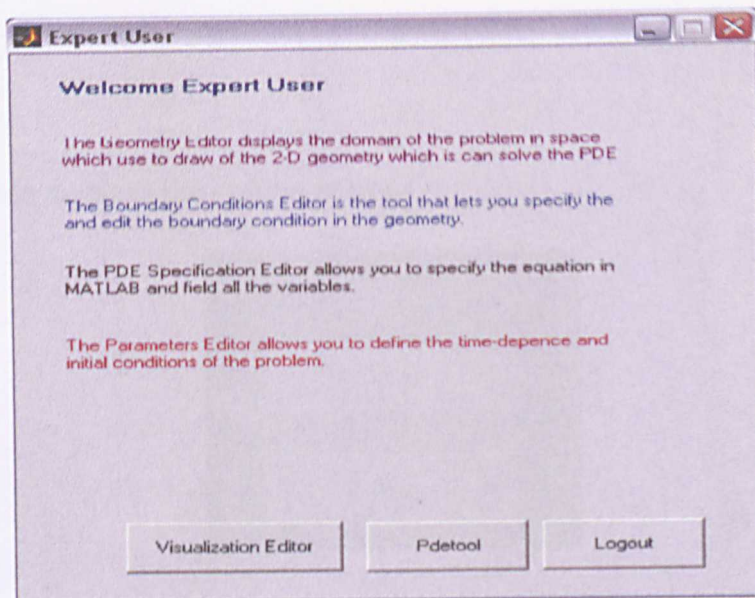 Expert User
Welcome Expert User
The Geometry Editor displays the domain of the problem in space
which use to draw of the 2-D geometry which is can solve the PDE
The Boundary Conditions Editor is the tool that lets you specify the
and edit the boundary condition in the geometry.
The PDE Specification Editor allows you to specify the equation in
MATLAB and field all the variables.
The Parameters Editor allows you to define the time-depence and
initial conditions of the problem.
Visualization Editor
Pdetool
Logout